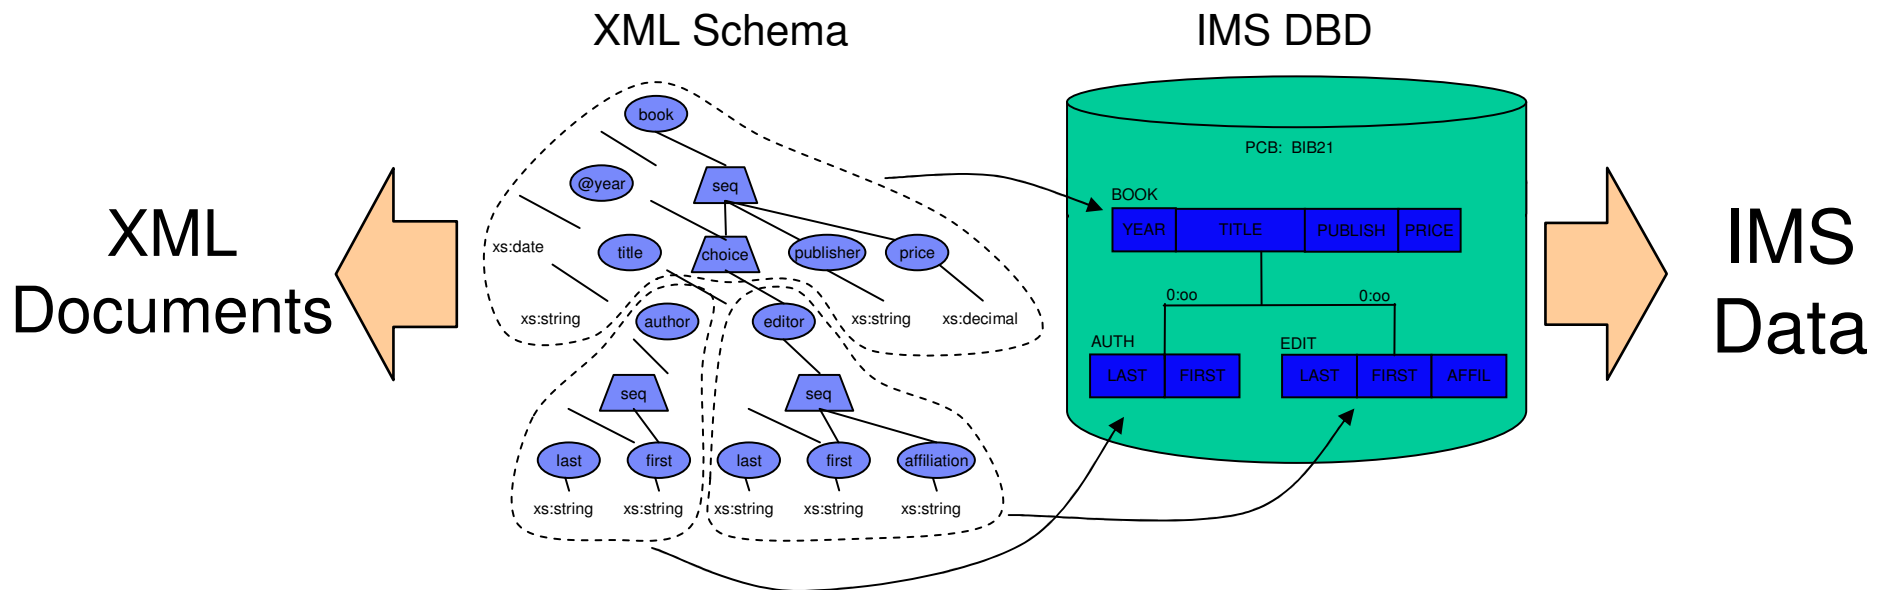 XML Schema
IMS DBD
book
PCB: BIB21
@year
seq
BOOK
YEAR TITLE PUBLISH PRICE
XML
Documents
xs:date
title
choice
publisher
price
IMS
Data
0:oo
0:oo
xs:string
author
editor
xs:string
xs:decimal
AUTH
EDIT
LAST FIRST
LAST FIRST AFFIL
seq
seq
last
first
last
first
affiliation
xs:string
xs:string
xs:string
xs:string
xs:string